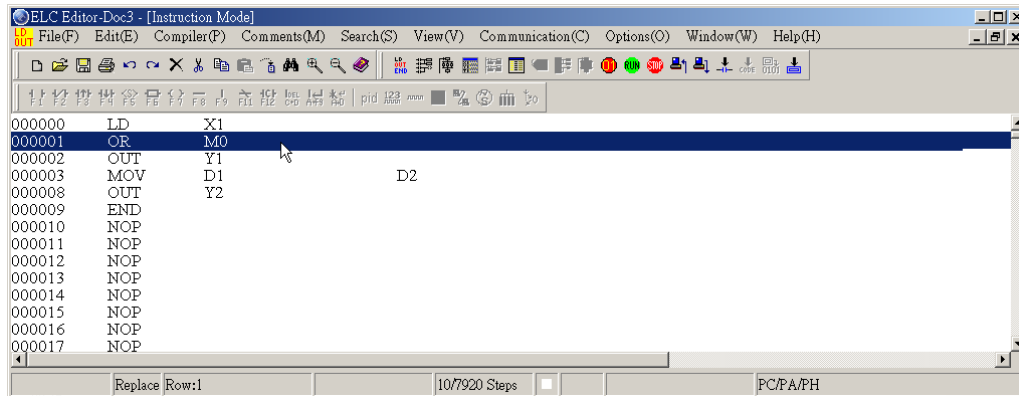 ELC Editor-Doc3 - [Instruction Mode]
File(F) Edit(E) Compiler(P) Comments(M) Search(S) View(V) Communication(C) Options(O) Window(W) Help(H)
000000 LD X1
000001 OR M0
000002 OUT Y1
000003 MOV D1 D2
000008 OUT Y2
000009 END
000010 NOP
000011 NOP
000012 NOP
000013 NOP
000014 NOP
000015 NOP
000016 NOP
000017 NOP
Replace Row:1 10/7920 Steps PC/PA/PH